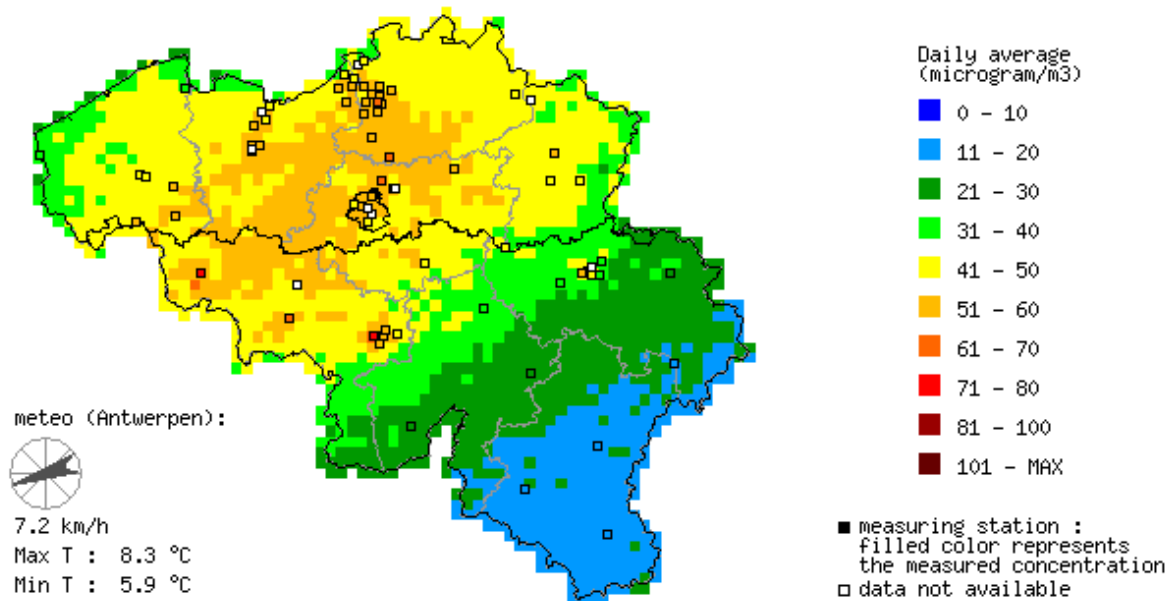 Daily average
(microgram/m3)
0 - 10
11 - 20
21 - 30
31 - 40
41 - 50
51 - 60
61 - 70
71 - 80
81 - 100
101 - MAX
meteo (Antwerpen):
7.2 km/h
Max T : 8.3 °C
Min T : 5.9 °C
measuring station :
filled color represents
the measured concentration
data not available